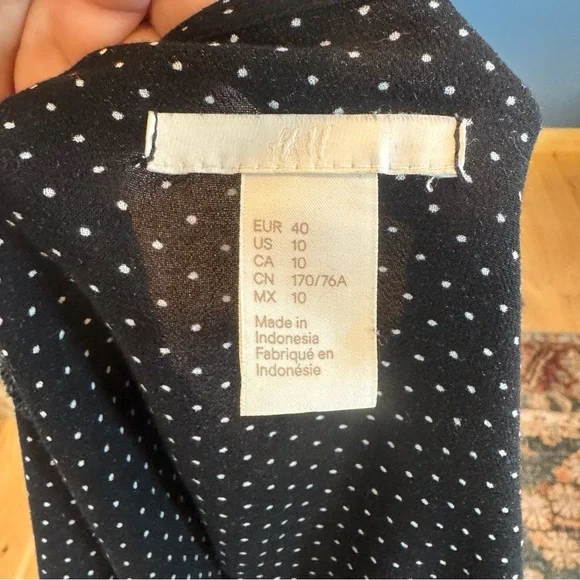 H&M
EUR 40
US 10
CA 10
CN 170/76A
MX 10
Made in
Indonesia
Fabriqué en
Indonésie